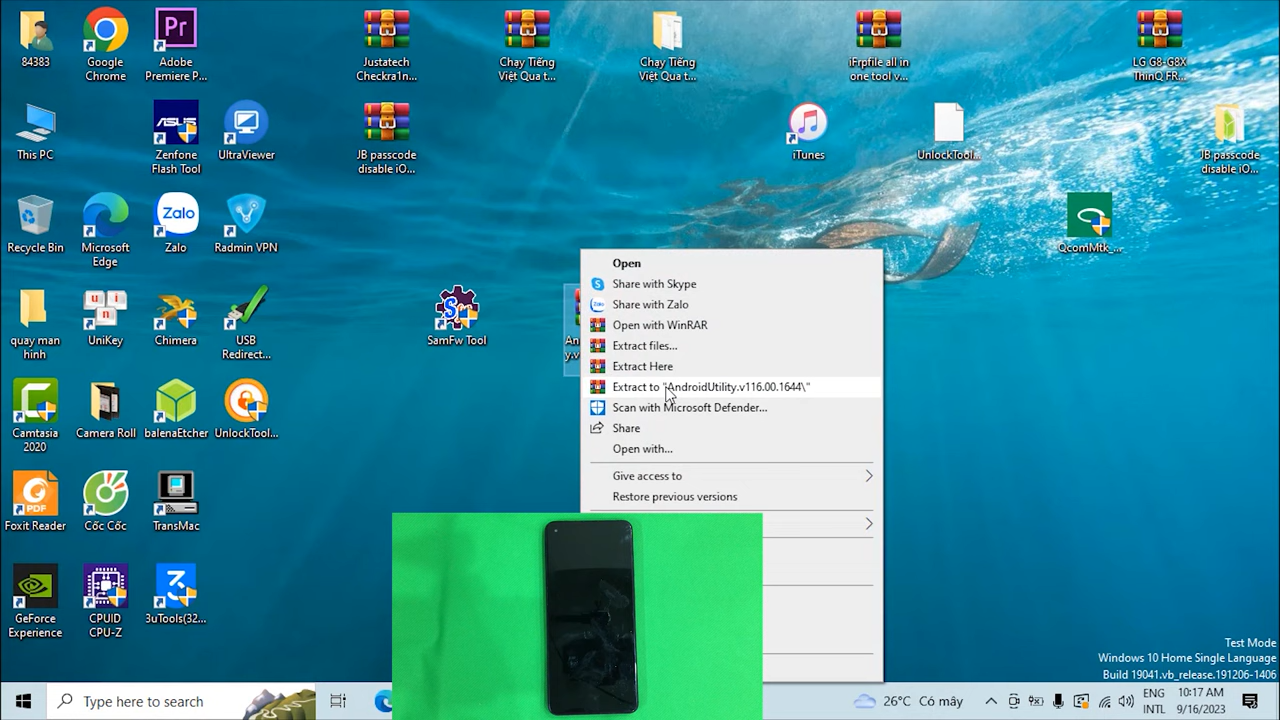 84383
Google
Chrome
Adobe
Premiere P...
Justatech
Checkra1n...
Chạy Tiếng
Việt Qua t...
Chạy Tiếng
Việt Qua t...
iFrpfile all in
one tool v...
LG G8-G8X
ThinQ FR...
This PC
Zenfone
Flash Tool
UltraViewer
JB passcode
disable iO...
iTunes
UnlockTool...
JB passcode
disable iO...
Recycle Bin
Microsoft
Edge
Zalo
Radmin VPN
QcomMtk_...
quay man
hinh
UniKey
Chimera
USB
Redirect...
SamFw Tool
Camtasia
2020
Camera Roll
balenaEtcher
UnlockTool...
Foxit Reader
Cốc Cốc
TransMac
GeForce
Experience
CPUID
CPU-Z
3uTools(32...
Open
Share with Skype
Share with Zalo
Open with WinRAR
Extract files...
Extract Here
Extract to "AndroidUtility.v116.00.1644\"
Scan with Microsoft Defender...
Share
Open with...
Give access to
Restore previous versions
Test Mode
Windows 10 Home Single Language
Build 19041.vb_release.191206-1406
Type here to search
26°C Có mây
ENG
INTL
10:17 AM
9/16/2023